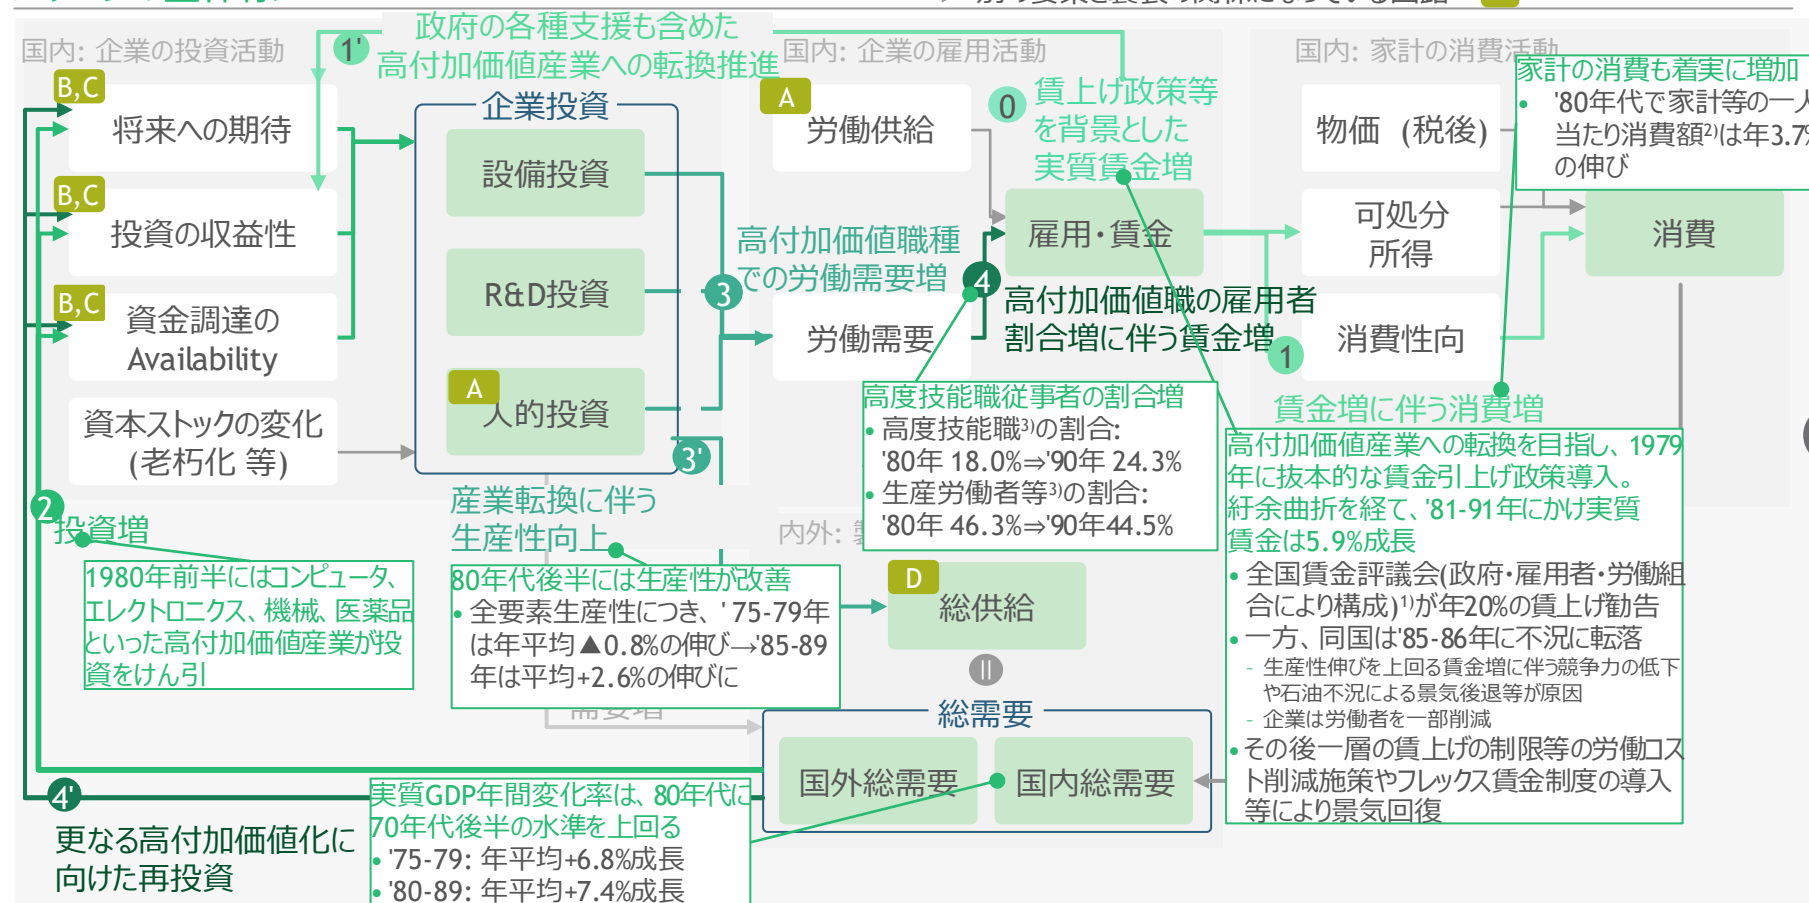 国内: 企業の投資活動
1'
政府の各種支援も含めた
高付加価値産業への転換推進
国内: 企業の雇用活動
国内: 家計の消費活動
B,C
将来への期待
B,C
投資の収益性
B,C
資金調達の
Availability
資本ストックの変化
(老朽化 等)
企業投資
設備投資
R&D投資
A
人的投資
A
労働供給
0
賃上げ政策等
を背景とした
実質賃金増
雇用・賃金
高付加価値職種
での労働需要増
3
4
労働需要
高付加価値職の雇用者
割合増に伴う賃金増
1
物価 (税後)
可処分
所得
消費性向
消費
家計の消費も着実に増加
• '80年代で家計等の一人
当たり消費額2)は年3.7%
の伸び
賃金増に伴う消費増
高度技能職従事者の割合増
• 高度技能職3)の割合:
'80年 18.0%⇒'90年 24.3%
• 生産労働者等3)の割合:
'80年 46.3%⇒'90年44.5%
高付加価値産業への転換を目指し、1979
年に抜本的な賃金引上げ政策導入。
紆余曲折を経て、'81-91年にかけ実質
賃金は5.9%成長
• 全国賃金評議会(政府・雇用者・労働組
合により構成)1)が年20%の賃上げ勧告
• 一方、同国は'85-86年に不況に転落
- 生産性伸びを上回る賃金増に伴う競争力の低下
や石油不況による景気後退等が原因
- 企業は労働者を一部削減
• その後一層の賃上げの制限等の労働コス
ト削減施策やフレックス賃金制度の導入
等により景気回復
3'
産業転換に伴う
生産性向上
2
投資増
1980年前半にはコンピュータ、
エレクトロニクス、機械、医薬品
といった高付加価値産業が投
資をけん引
80年代後半には生産性が改善
• 全要素生産性につき、' 75-79年
は年平均▲0.8%の伸び→'85-89
年は平均+2.6%の伸びに
需要増
内外:
D
総供給
=
総需要
国外総需要
国内総需要
4'
更なる高付加価値化に
向けた再投資
実質GDP年間変化率は、80年代に
70年代後半の水準を上回る
• '75-79: 年平均+6.8%成長
• '80-89: 年平均+7.4%成長